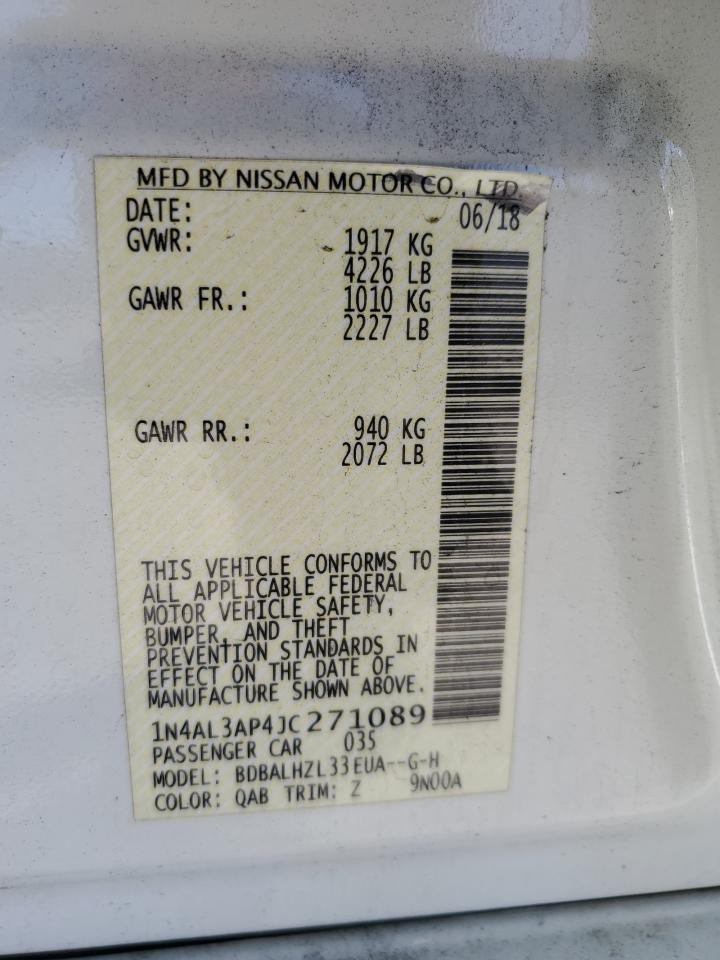 MFD BY NISSAN MOTOR CO., LTD.
DATE: 06/18
GVWR: 1917 KG
4226 LB
GAWR FR.: 1010 KG
2227 LB
GAWR RR.: 940 KG
2072 LB
THIS VEHICLE CONFORMS TO
ALL APPLICABLE FEDERAL
MOTOR VEHICLE SAFETY,
BUMPER, AND THEFT
PREVENTION STANDARDS IN
EFFECT ON THE DATE OF
MANUFACTURE SHOWN ABOVE.
1N4AL3AP4JC271089
PASSENGER CAR 035
MODEL: BDBALHZL33EUA--G-H
COLOR: QAB TRIM: Z 9N00A